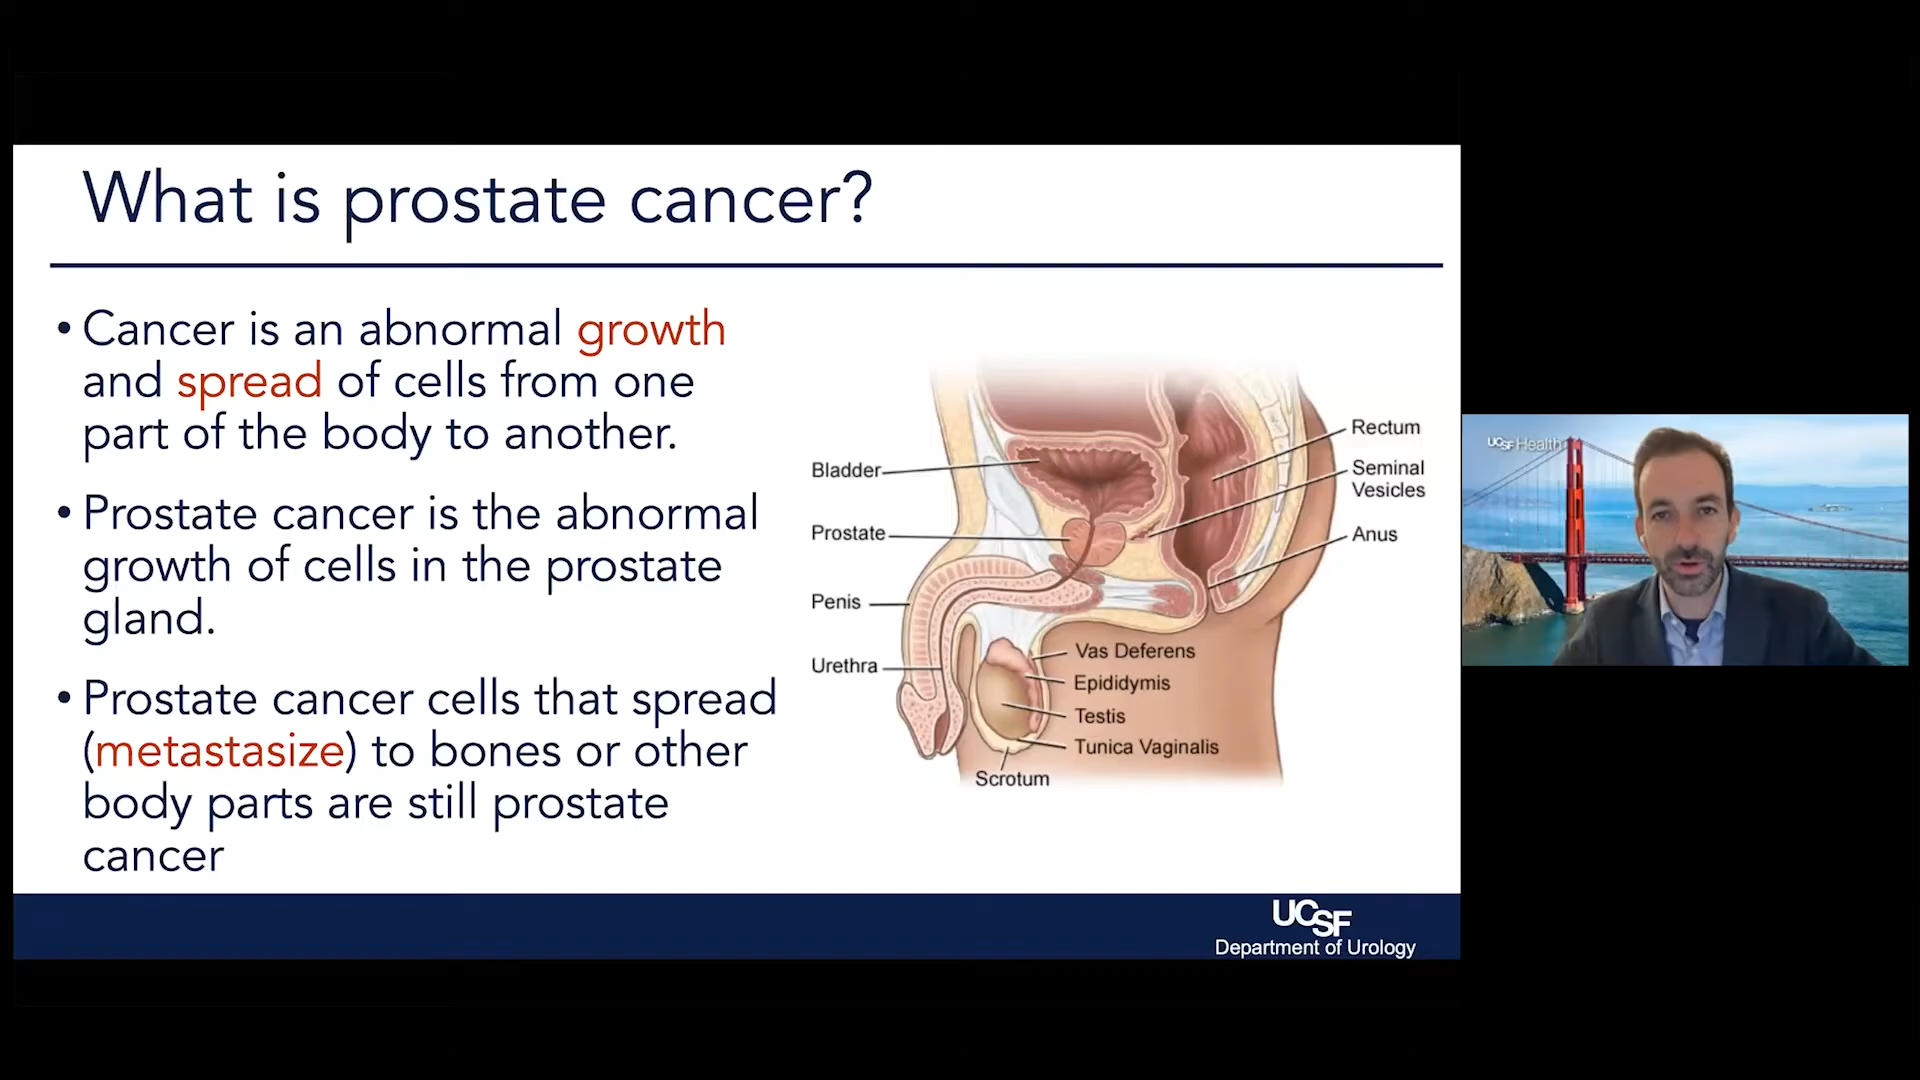 What is prostate cancer?
• Cancer is an abnormal growth
and spread of cells from one
part of the body to another.
• Prostate cancer is the abnormal
growth of cells in the prostate
gland.
• Prostate cancer cells that spread
(metastasize) to bones or other
body parts are still prostate
cancer
Bladder
Prostate
Penis
Urethra
Rectum
Seminal
Vesicles
Anus
Vas Deferens
Epididymis
Testis
Tunica Vaginalis
Scrotum
UCSF
Department of Urology
UCSF Health